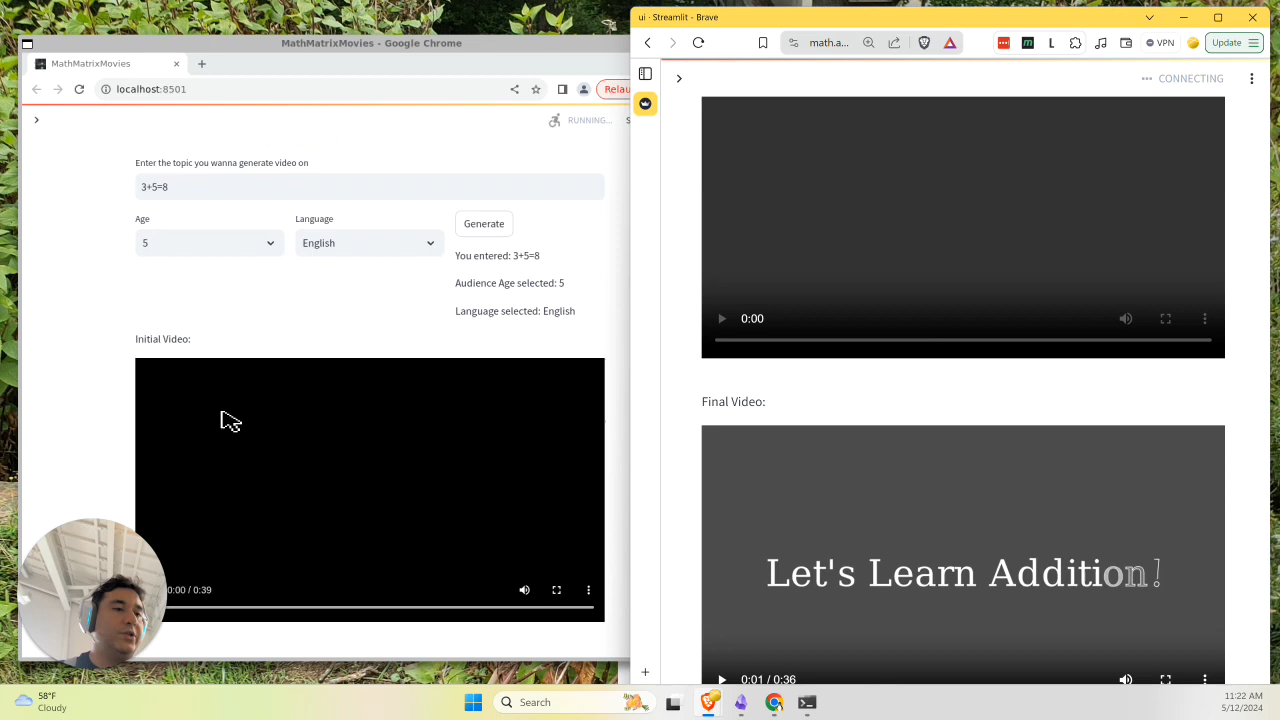 MathMatrixMovies - Google Chrome
MathMatrixMovies
localhost:8501
Relau
RUNNING...
Enter the topic you wanna generate video on
3+5=8
Age
Language
5
English
Generate
You entered: 3+5=8
Audience Age selected: 5
Language selected: English
Initial Video:
0:00 / 0:39
ui · Streamlit - Brave
math.a...
L
VPN
Update
CONNECTING
0:00
Final Video:
Let's Learn Addition!
0:01 / 0:36
58°F
Cloudy
Search
11:22 AM
5/12/2024